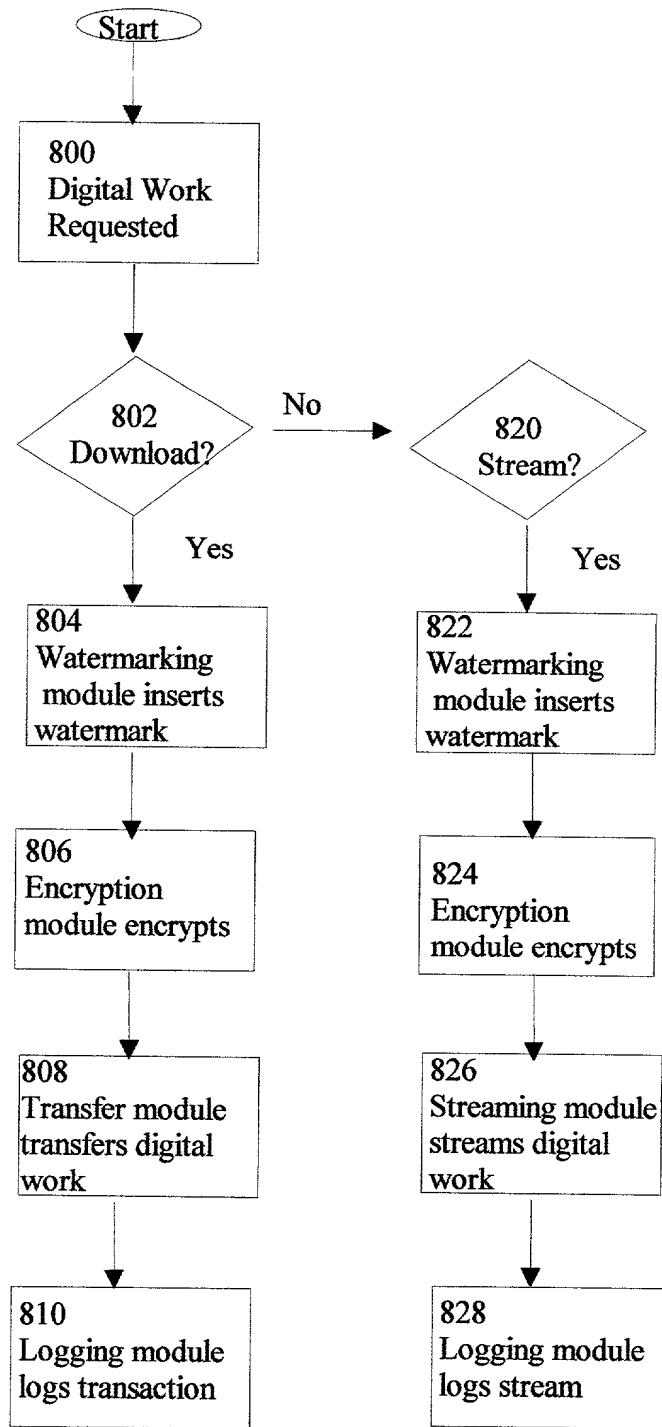 Start
800
Digital Work
Requested
802
Download?
No
820
Stream?
Yes
Yes
804
Watermarking
module inserts
watermark
822
Watermarking
module inserts
watermark
806
Encryption
module encrypts
824
Encryption
module encrypts
808
Transfer module
transfers digital
work
826
Streaming module
streams digital
work
810
Logging module
logs transaction
828
Logging module
logs stream